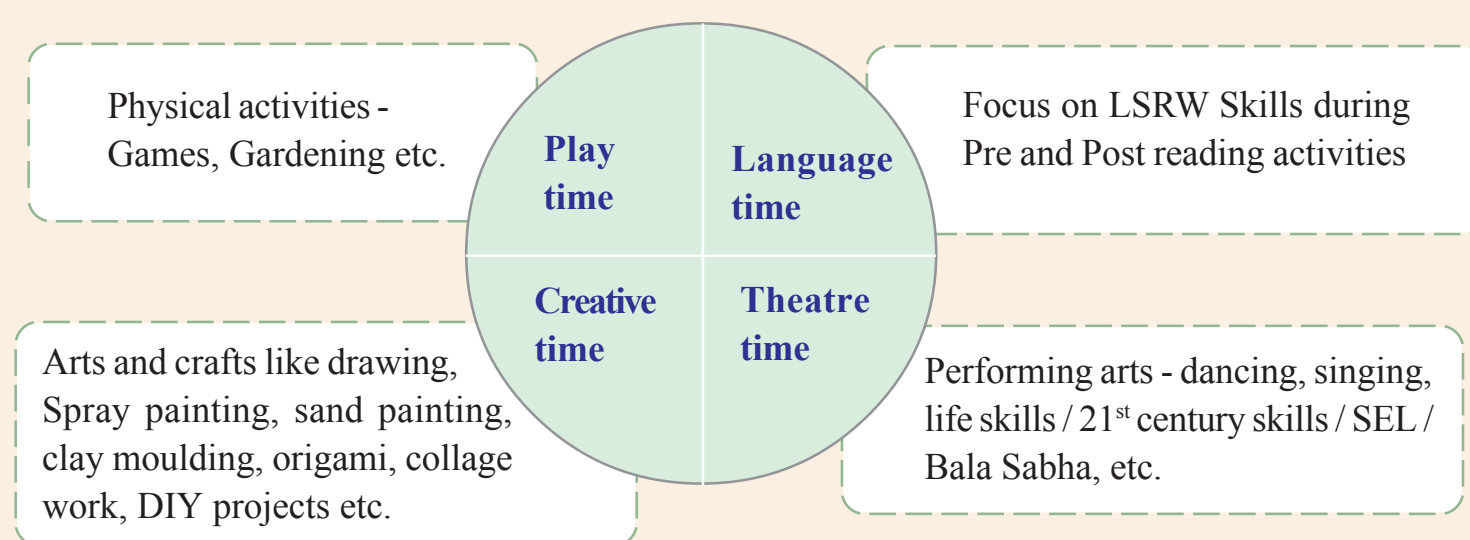 Physical activities -
Games, Gardening etc.
Play
time
Language
time
Focus on LSRW Skills during
Pre and Post reading activities
Creative
time
Arts and crafts like drawing,
Spray painting, sand painting,
clay moulding, origami, collage
work, DIY projects etc.
Theatre
time
Performing arts - dancing, singing,
life skills / 21st century skills / SEL /
Bala Sabha, etc.